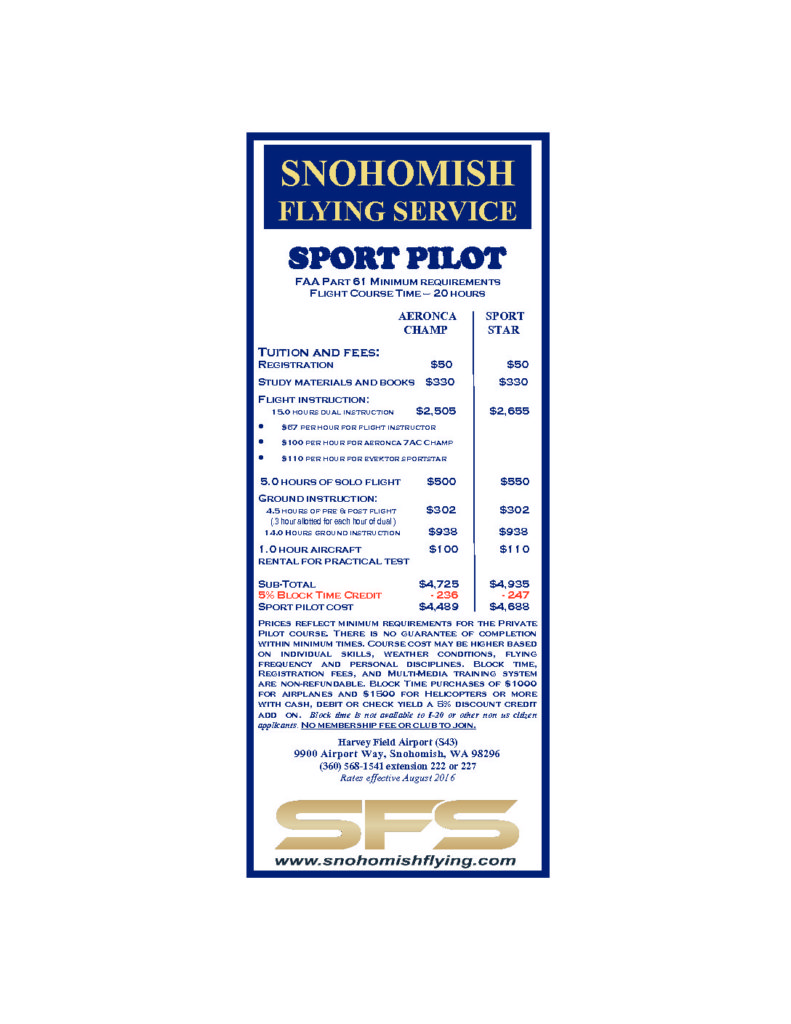 SNOHOMISH
FLYING SERVICE
SPORT PILOT
FAA PART 61 MINIMUM REQUIREMENTS
FLIGHT COURSE TIME – 20 HOURS
AERONCA SPORT
CHAMP STAR
TUITION AND FEES:
REGISTRATION $50 $50
STUDY MATERIALS AND BOOKS $330 $330
FLIGHT INSTRUCTION:
15.0 HOURS DUAL INSTRUCTION $2,505 $2,655
• $67 PER HOUR FOR FLIGHT INSTRUCTOR
• $100 PER HOUR FOR AERONCA 7AC CHAMP
• $110 PER HOUR FOR EVEKTOR SPORTSTAR
5.0 HOURS OF SOLO FLIGHT $500 $550
GROUND INSTRUCTION:
4.5 HOURS OF PRE & POST FLIGHT $302 $302
(.3 hour allotted for each hour of dual)
14.0 HOURS GROUND INSTRUCTION $938 $938
1.0 HOUR AIRCRAFT $100 $110
RENTAL FOR PRACTICAL TEST
SUB-TOTAL $4,725 $4,935
5% BLOCK TIME CREDIT - 236 - 247
SPORT PILOT COST $4,489 $4,688
PRICES REFLECT MINIMUM REQUIREMENTS FOR THE PRIVATE
PILOT COURSE. THERE IS NO GUARANTEE OF COMPLETION
WITHIN MINIMUM TIMES. COURSE COST MAY BE HIGHER BASED
ON INDIVIDUAL SKILLS, WEATHER CONDITIONS, FLYING
FREQUENCY AND PERSONAL DISCIPLINES. BLOCK TIME,
REGISTRATION FEES, AND MULTI-MEDIA TRAINING SYSTEM
ARE NON-REFUNDABLE. BLOCK TIME PURCHASES OF $1000
FOR AIRPLANES AND $1500 FOR HELICOPTERS OR MORE
WITH CASH, DEBIT OR CHECK YIELD A 5% DISCOUNT CREDIT
ADD ON. Block time is not available to I-20 or other non us citizen
applicants. NO MEMBERSHIP FEE OR CLUB TO JOIN.
Harvey Field Airport (S43)
9900 Airport Way, Snohomish, WA 98296
(360) 568-1541 extension 222 or 227
Rates effective August 2016
SFS
www.snohomishflying.com